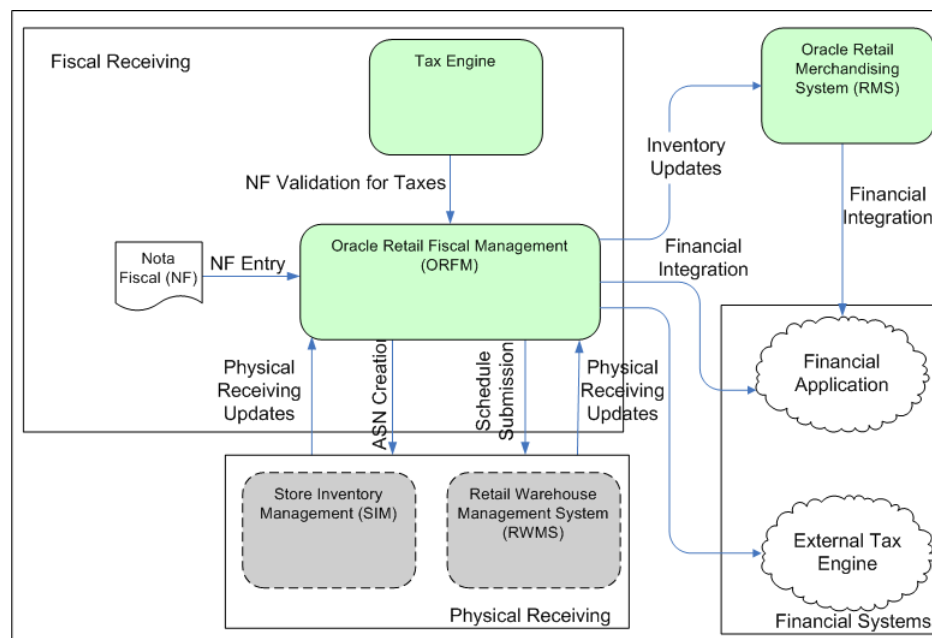 Fiscal Receiving
Tax Engine
Oracle Retail
Merchandising
System (RMS)
Inventory
Updates
NF Validation for Taxes
Financial
Integration
Nota
Fiscal (NF)
NF Entry
Oracle Retail Fiscal Management
(ORFM)
Financial
Integration
Physical
Receiving
Updates
ASN Creation
Schedule
Submission
Physical
Receiving
Updates
Financial
Application
Store Inventory
Management (SIM)
Retail Warehouse
Management System
(RWMS)
External Tax
Engine
Physical Receiving
Financial Systems